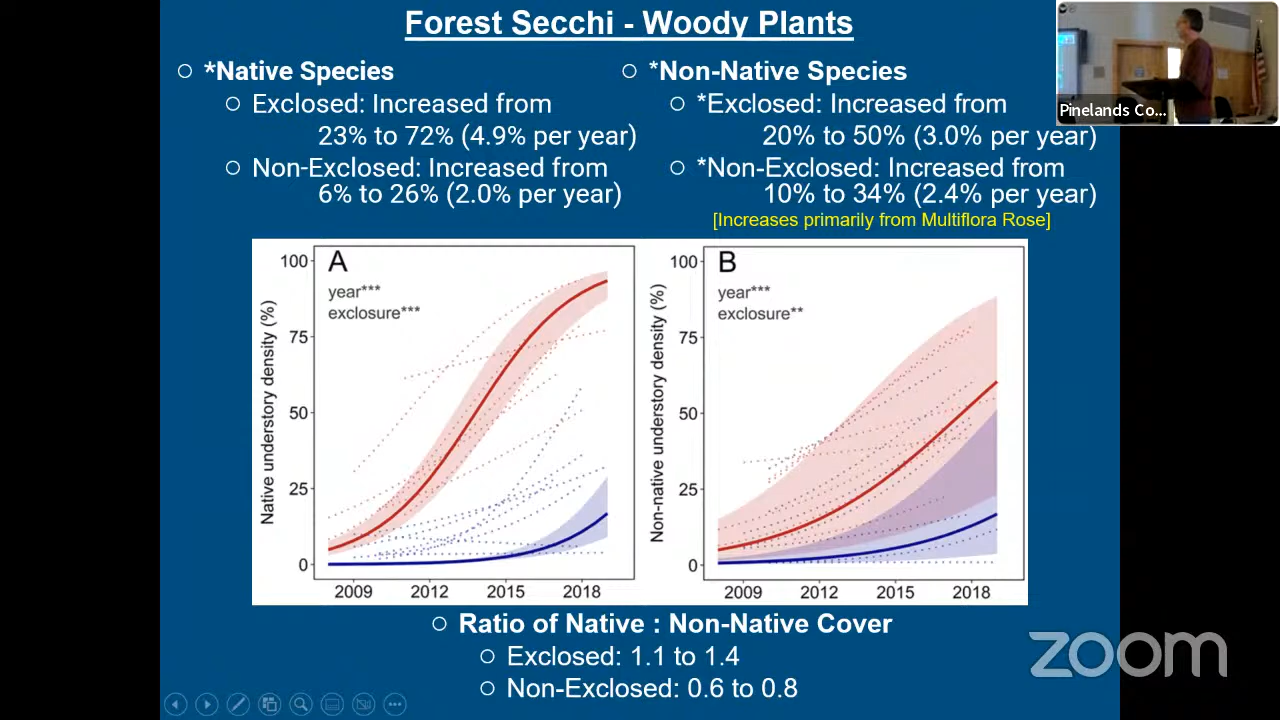 Forest Secchi - Woody Plants
*Native Species
Exclosed: Increased from
23% to 72% (4.9% per year)
Non-Exclosed: Increased from
6% to 26% (2.0% per year)
*Non-Native Species
*Exclosed: Increased from
20% to 50% (3.0% per year)
*Non-Exclosed: Increased from
10% to 34% (2.4% per year)
[Increases primarily from Multiflora Rose]
Pinelands Co...
A
year***
exclosure***
Native understory density (%)
100
75
50
25
0
2009 2012 2015 2018
B
year***
exclosure**
Non-native understory density (%)
100
75
50
25
0
2009 2012 2015 2018
Ratio of Native : Non-Native Cover
Exclosed: 1.1 to 1.4
Non-Exclosed: 0.6 to 0.8
zoom